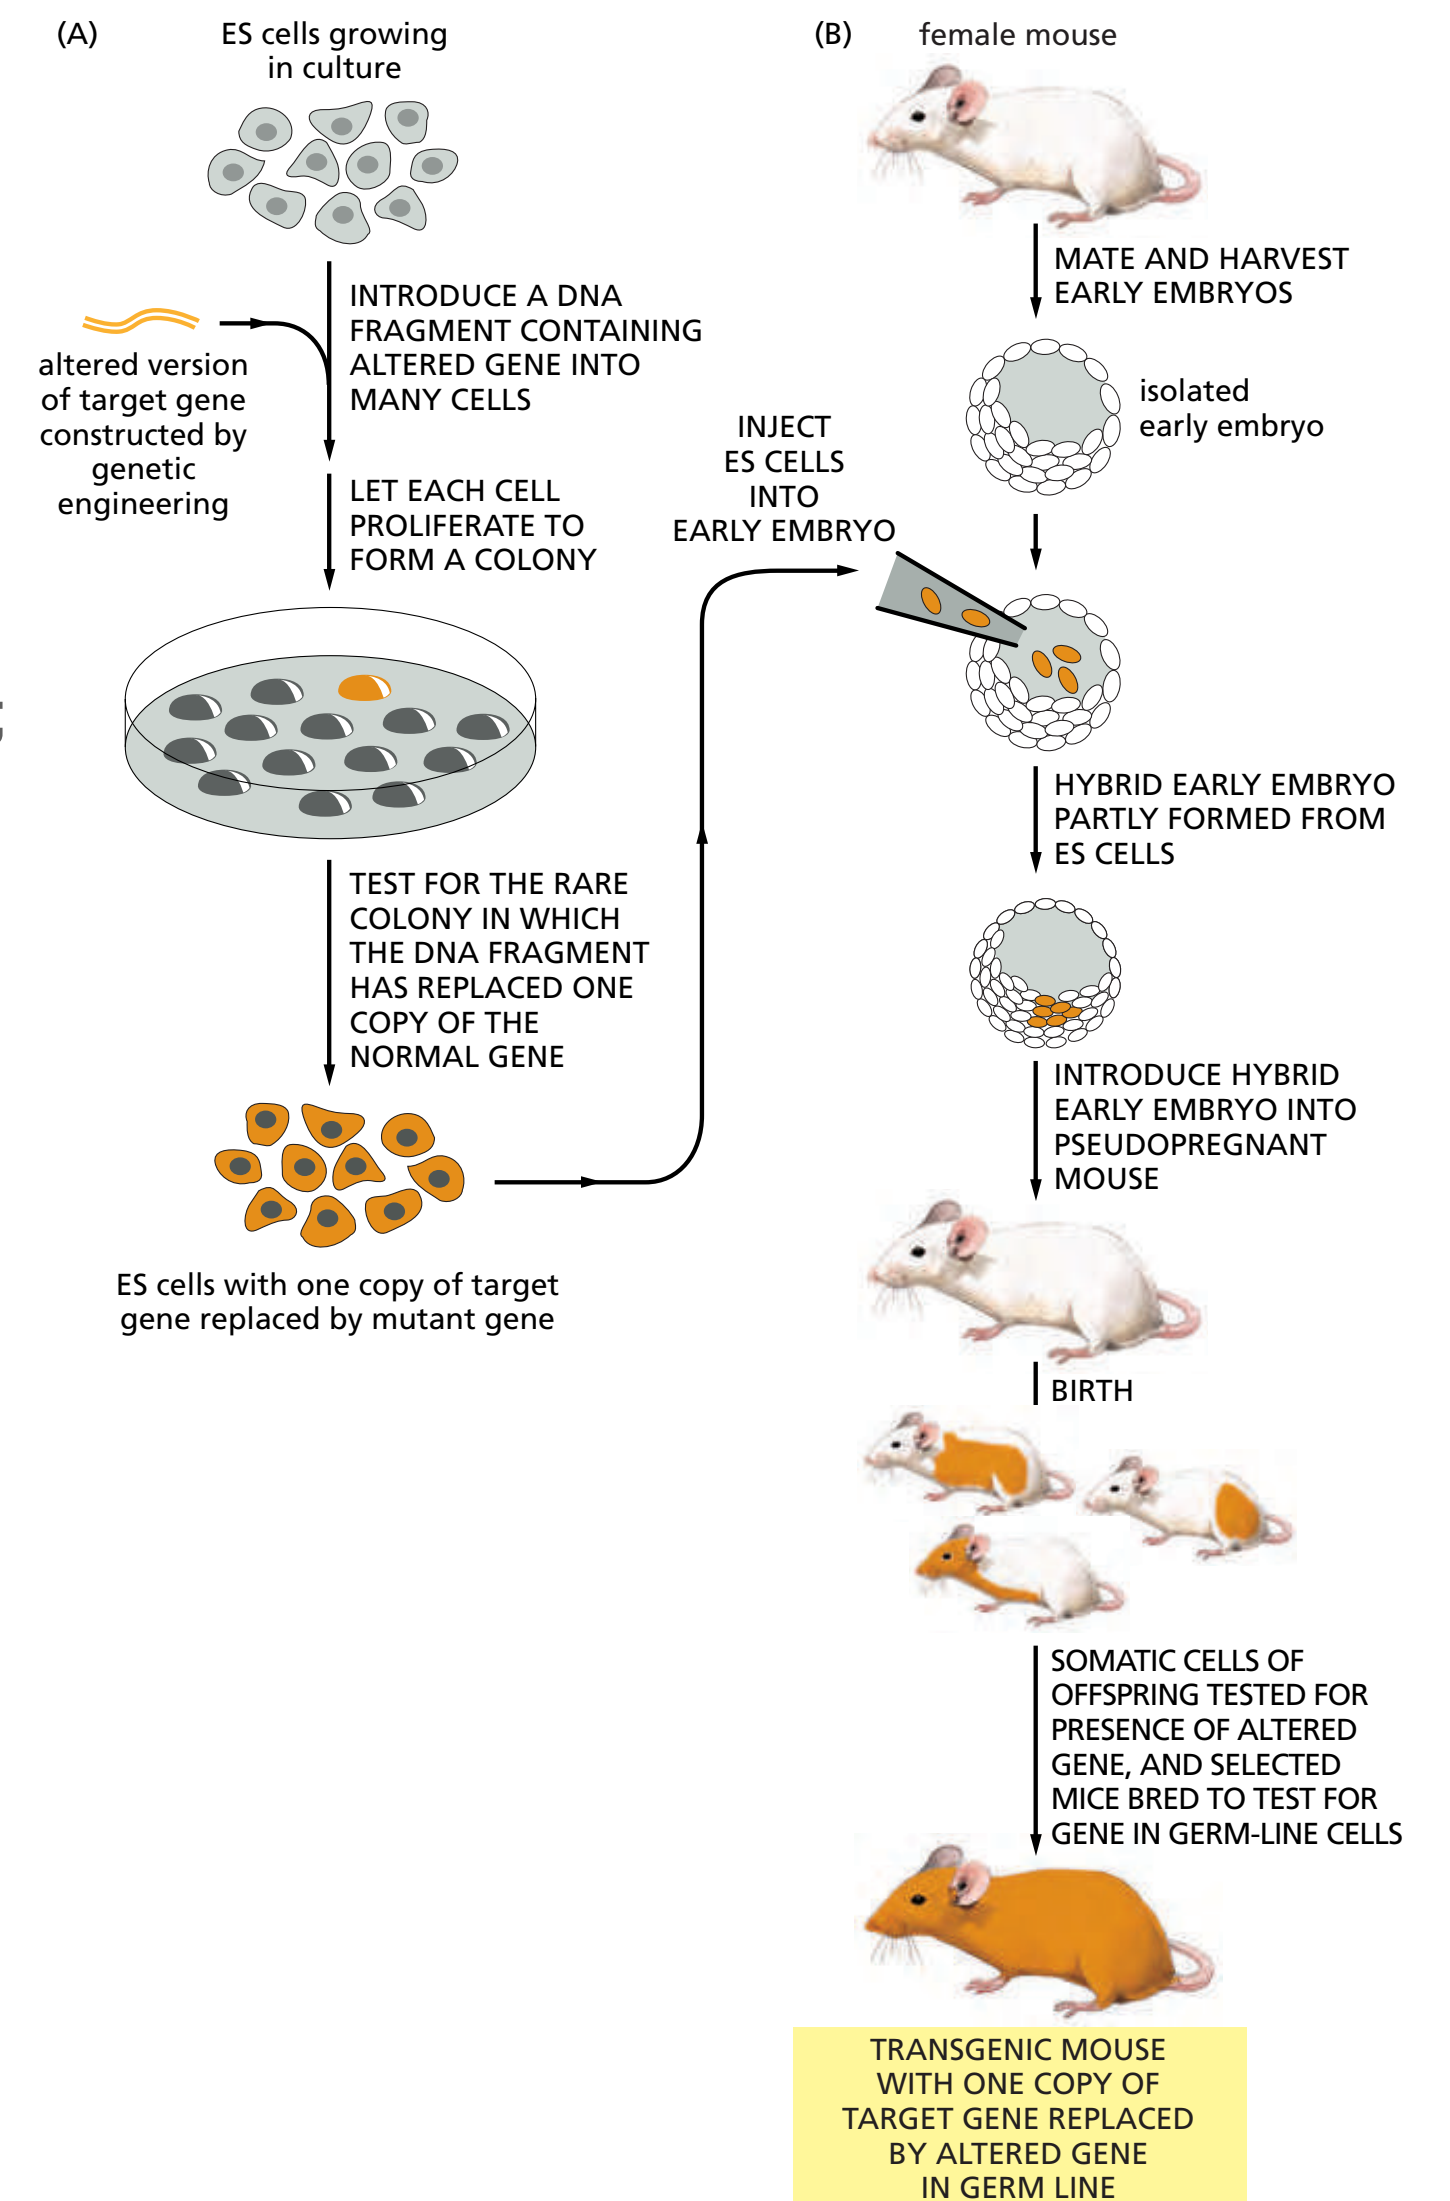 (A)
ES cells growing
in culture
INTRODUCE A DNA
FRAGMENT CONTAINING
ALTERED GENE INTO
MANY CELLS
altered version
of target gene
constructed by
genetic
engineering
LET EACH CELL
PROLIFERATE TO
FORM A COLONY
TEST FOR THE RARE
COLONY IN WHICH
THE DNA FRAGMENT
HAS REPLACED ONE
COPY OF THE
NORMAL GENE
ES cells with one copy of target
gene replaced by mutant gene
(B)
female mouse
MATE AND HARVEST
EARLY EMBRYOS
isolated
early embryo
INJECT
ES CELLS
INTO
EARLY EMBRYO
HYBRID EARLY EMBRYO
PARTLY FORMED FROM
ES CELLS
INTRODUCE HYBRID
EARLY EMBRYO INTO
PSEUDOPREGNANT
MOUSE
BIRTH
SOMATIC CELLS OF
OFFSPRING TESTED FOR
PRESENCE OF ALTERED
GENE, AND SELECTED
MICE BRED TO TEST FOR
GENE IN GERM-LINE CELLS
TRANSGENIC MOUSE
WITH ONE COPY OF
TARGET GENE REPLACED
BY ALTERED GENE
IN GERM LINE